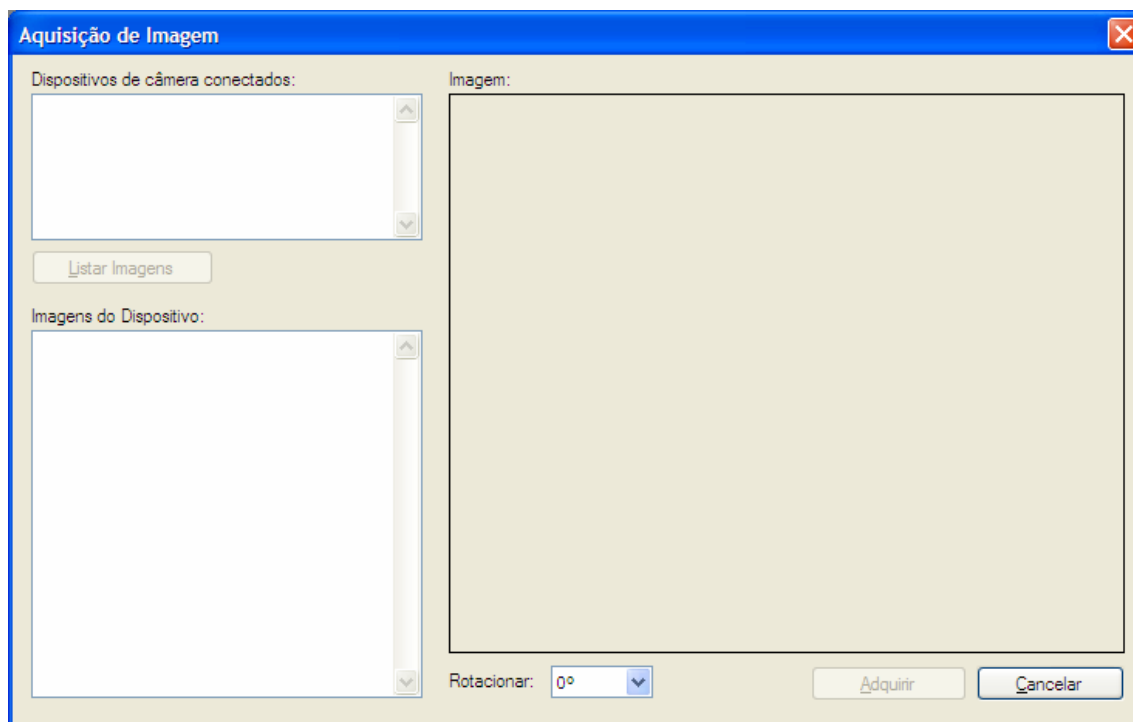 Aquisição de Imagem
Dispositivos de câmera conectados:
Listar Imagens
Imagens do Dispositivo:
Imagem:
Rotacionar: 0º
Adquirir
Cancelar